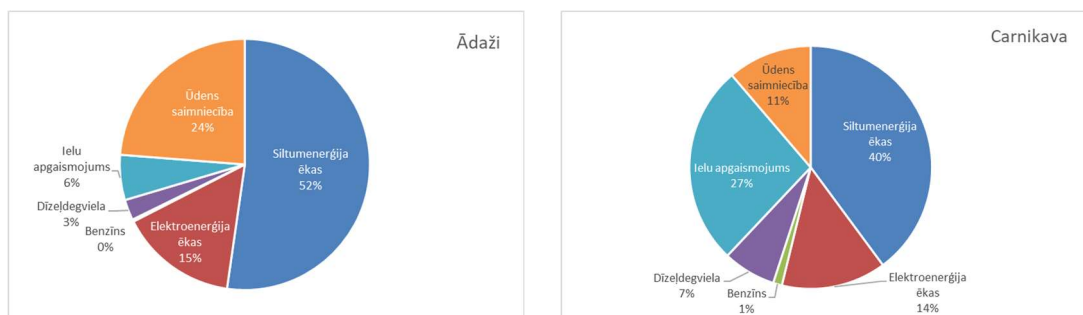 Ādaži
Ūdens
saimniecība
24%
Siltumenerģija
ēkas
52%
Ielu
apgaismojums
6%
Dīzeļdegviela
3%
Benzīns
0%
Elektroenerģija
ēkas
15%
Carnikava
Ūdens
saimniecība
11%
Siltumenerģija
ēkas
40%
Ielu apgaismojums
27%
Dīzeļdegviela
7%
Benzīns
1%
Elektroenerģija
ēkas
14%